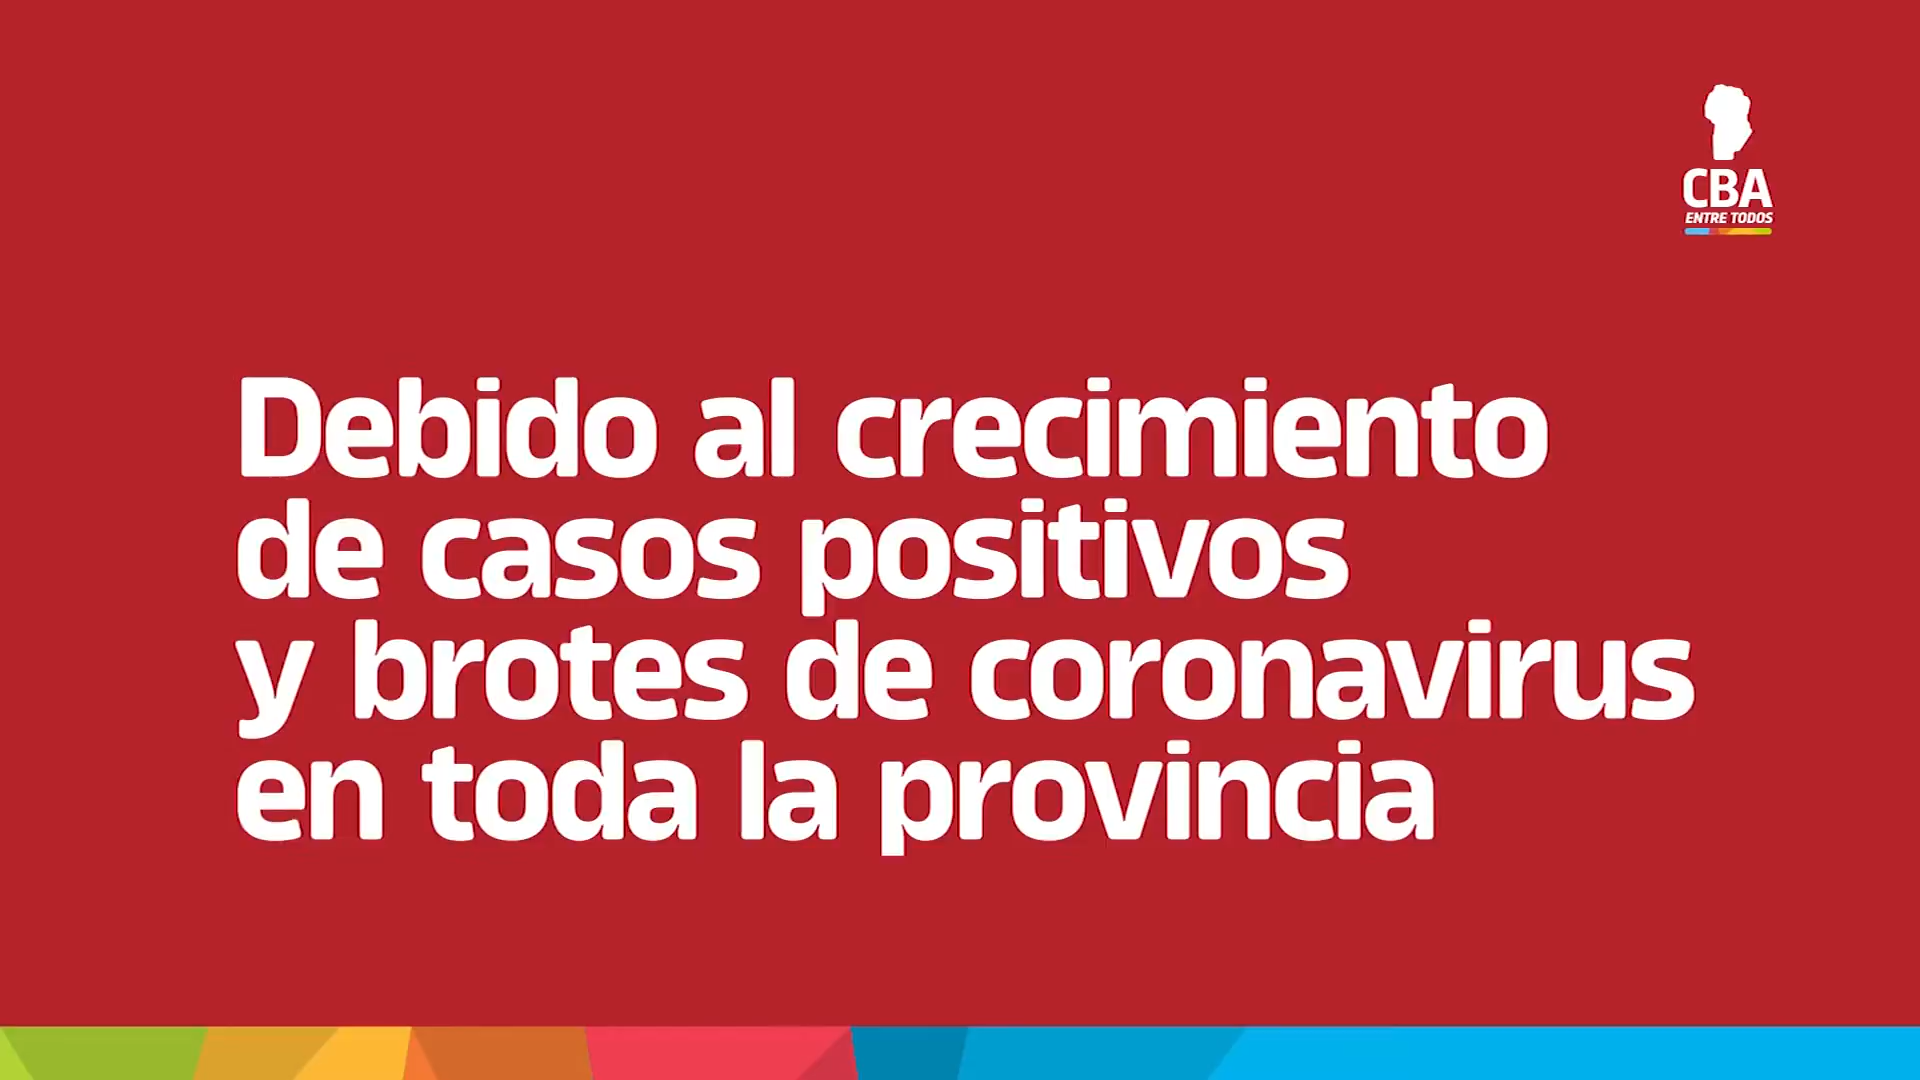 CBA
ENTRE TODOS
Debido al crecimiento
de casos positivos
y brotes de coronavirus
en toda la provincia